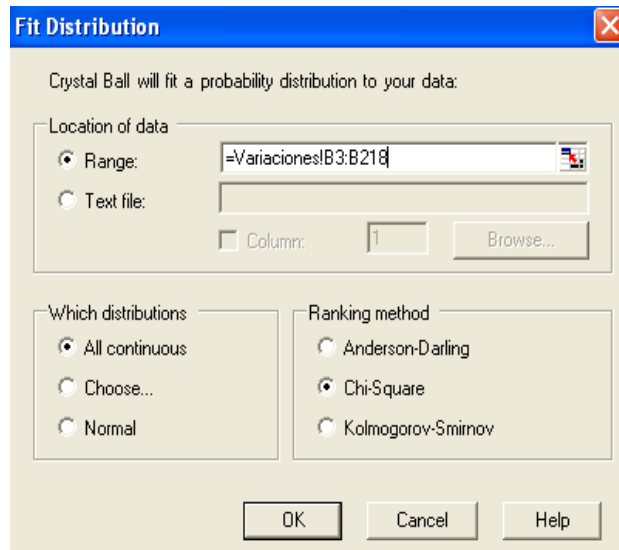 Fit Distribution
Crystal Ball will fit a probability distribution to your data:
Location of data
Range:
=Variaciones!B3:B218
Text file:
Column:
1
Browse...
Which distributions
All continuous
Choose...
Normal
Ranking method
Anderson-Darling
Chi-Square
Kolmogorov-Smirnov
OK
Cancel
Help